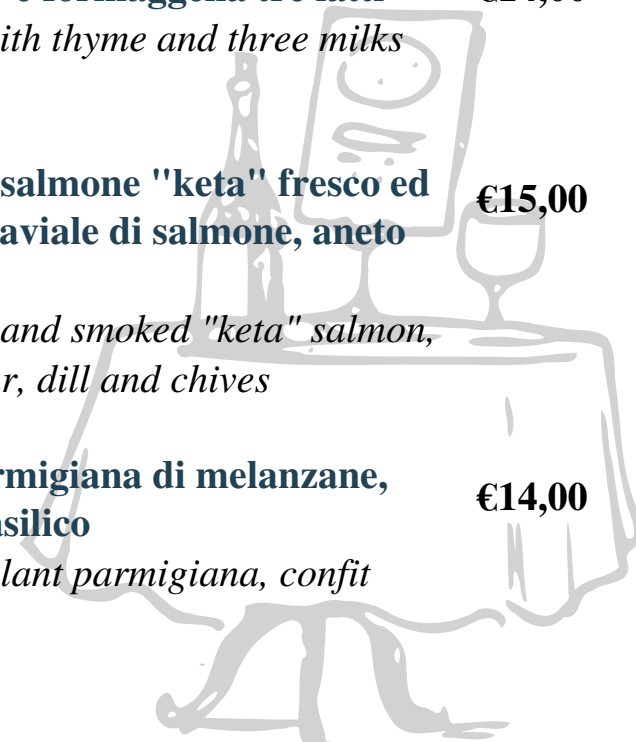 ith thyme and three milks
salmone "keta" fresco ed
€15,00
aviale di salmone, aneto
and smoked "keta" salmon,
r, dill and chives
rmigiana di melanzane,
€14,00
asilico
lant parmigiana, confit